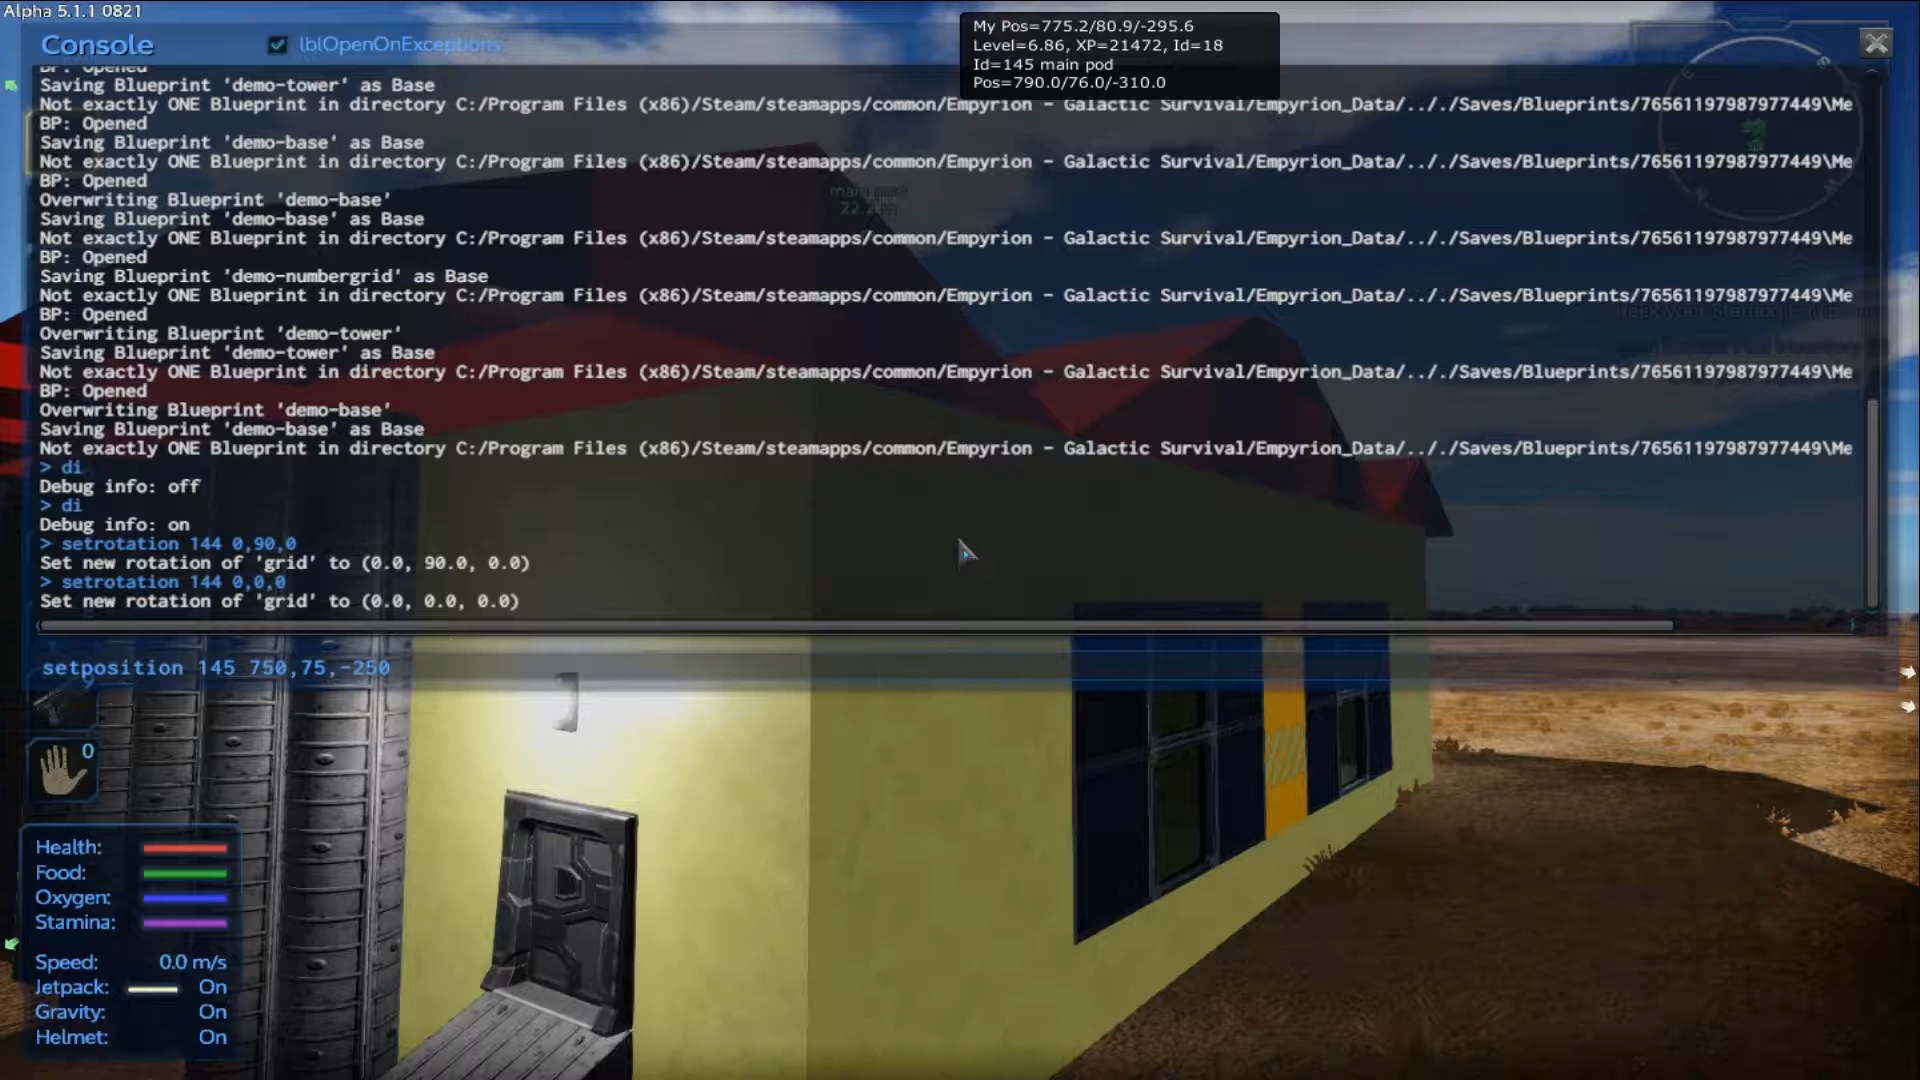 Alpha 5.1.1 0821
My Pos=775.2/80.9/-295.6
Level=6.86, XP=21472, Id=18
Id=145 main pod
Pos=790.0/76.0/-310.0
Console
lblOpenOnExceptions
BP: Opened
Saving Blueprint 'demo-tower' as Base
Not exactly ONE Blueprint in directory C:/Program Files (x86)/Steam/steamapps/common/Empyrion - Galactic Survival/Empyrion_Data/../../Saves/Blueprints/76561197987977449\Me
BP: Opened
Saving Blueprint 'demo-base' as Base
Not exactly ONE Blueprint in directory C:/Program Files (x86)/Steam/steamapps/common/Empyrion - Galactic Survival/Empyrion_Data/../../Saves/Blueprints/76561197987977449\Me
BP: Opened
Overwriting Blueprint 'demo-base'
Saving Blueprint 'demo-base' as Base
Not exactly ONE Blueprint in directory C:/Program Files (x86)/Steam/steamapps/common/Empyrion - Galactic Survival/Empyrion_Data/../../Saves/Blueprints/76561197987977449\Me
BP: Opened
Saving Blueprint 'demo-numbergrid' as Base
Not exactly ONE Blueprint in directory C:/Program Files (x86)/Steam/steamapps/common/Empyrion - Galactic Survival/Empyrion_Data/../../Saves/Blueprints/76561197987977449\Me
BP: Opened
Overwriting Blueprint 'demo-tower'
Saving Blueprint 'demo-tower' as Base
Not exactly ONE Blueprint in directory C:/Program Files (x86)/Steam/steamapps/common/Empyrion - Galactic Survival/Empyrion_Data/../../Saves/Blueprints/76561197987977449\Me
BP: Opened
Overwriting Blueprint 'demo-base'
Saving Blueprint 'demo-base' as Base
Not exactly ONE Blueprint in directory C:/Program Files (x86)/Steam/steamapps/common/Empyrion - Galactic Survival/Empyrion_Data/../../Saves/Blueprints/76561197987977449\Me
> di
Debug info: off
> di
Debug info: on
> setrotation 144 0,90,0
Set new rotation of 'grid' to (0.0, 90.0, 0.0)
> setrotation 144 0,0,0
Set new rotation of 'grid' to (0.0, 0.0, 0.0)
setposition 145 750,75,-250
0
Health:
Food:
Oxygen:
Stamina:
Speed: 0.0 m/s
Jetpack: On
Gravity: On
Helmet: On